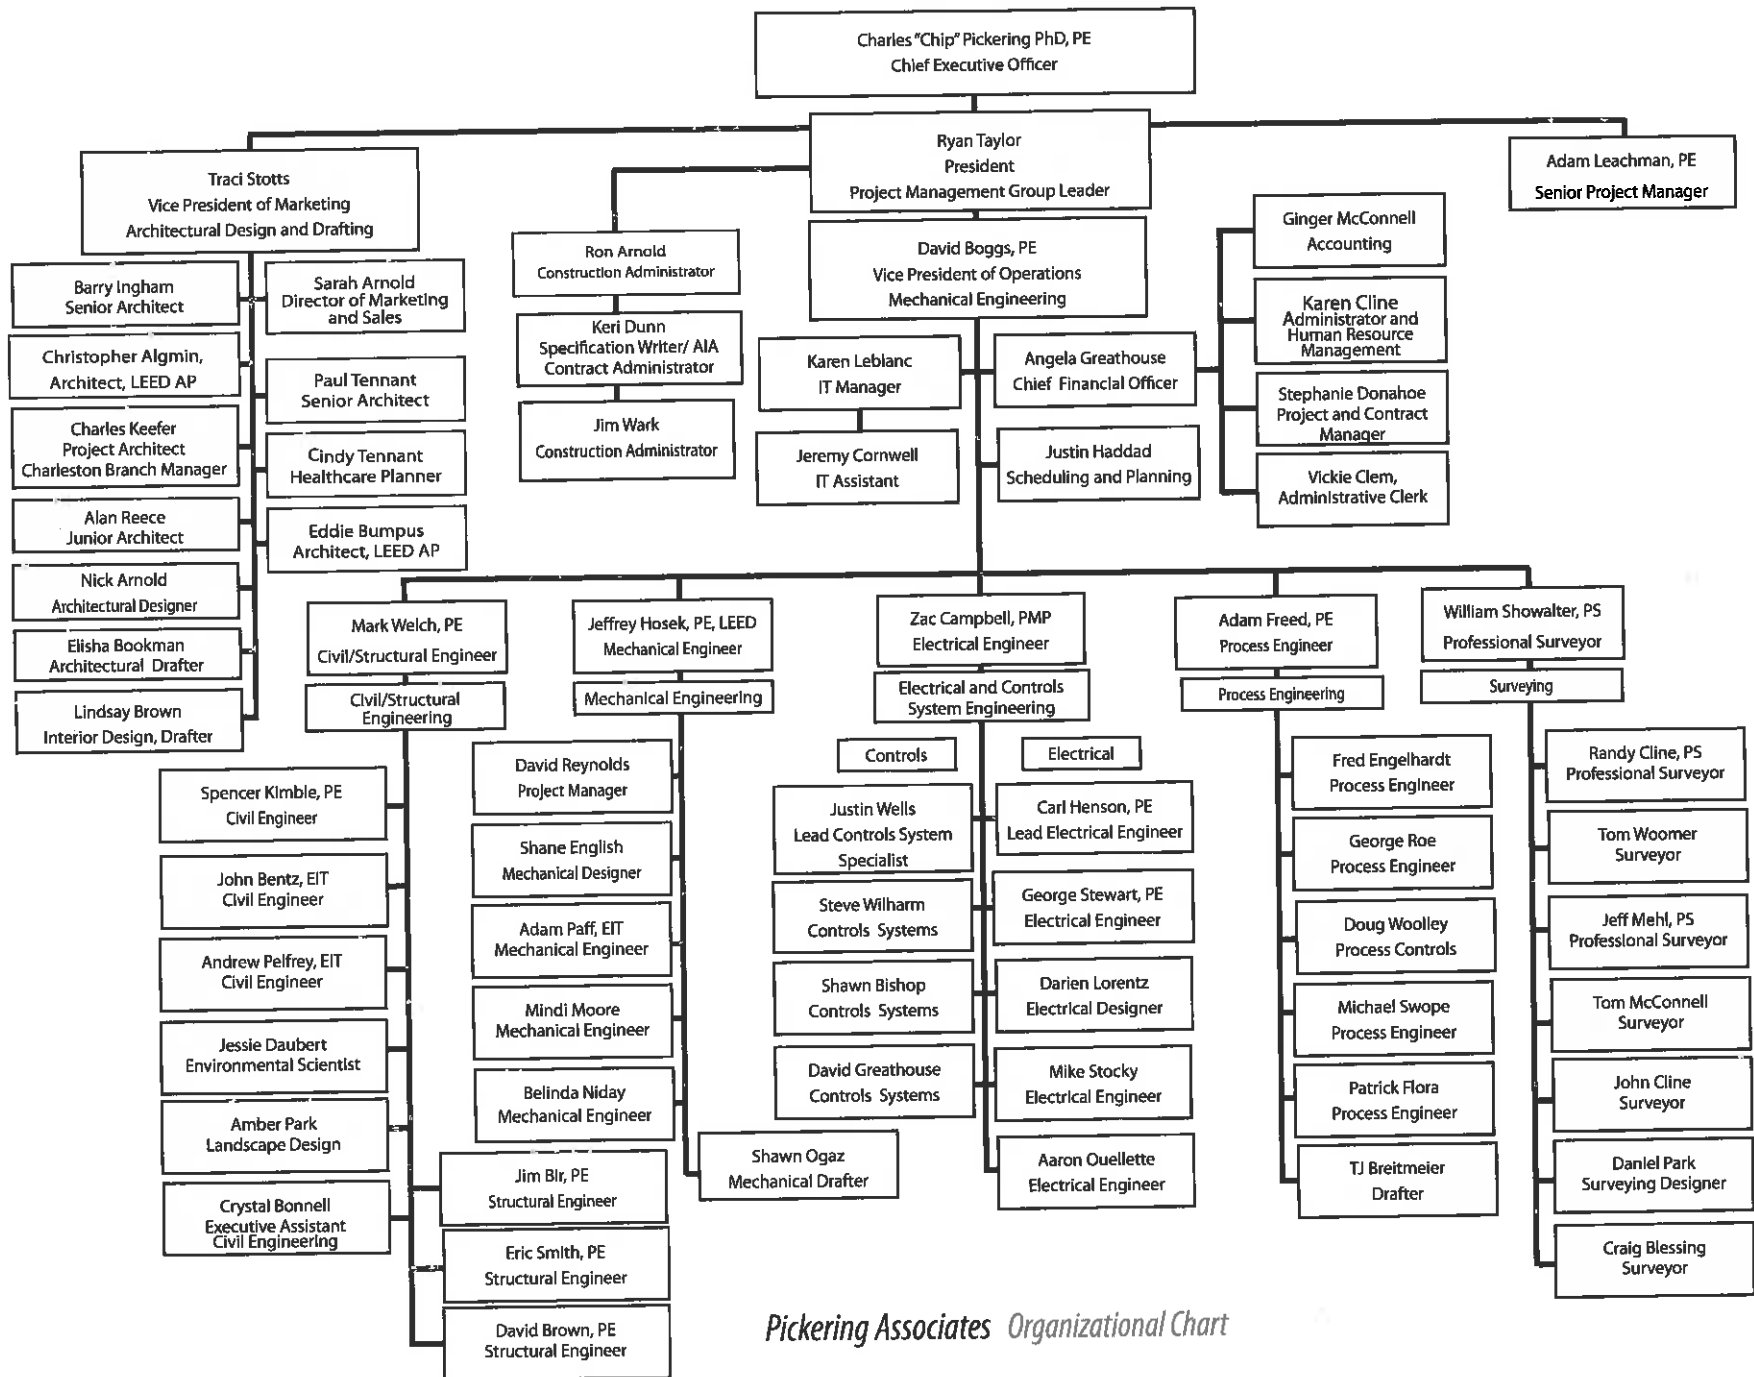 Charles "Chip" Pickering PhD, PE
Chief Executive Officer
Ryan Taylor
President
Project Management Group Leader
Adam Leachman, PE
Senior Project Manager
Traci Stotts
Vice President of Marketing
Architectural Design and Drafting
Barry Ingham
Senior Architect
Sarah Arnold
Director of Marketing
and Sales
Christopher Algmin,
Architect, LEED AP
Paul Tennant
Senior Architect
Charles Keefer
Project Architect
Charleston Branch Manager
Cindy Tennant
Healthcare Planner
Alan Reece
Junior Architect
Eddie Bumpus
Architect, LEED AP
Nick Arnold
Architectural Designer
Elisha Bookman
Architectural Drafter
Lindsay Brown
Interior Design, Drafter
Ron Arnold
Construction Administrator
Keri Dunn
Specification Writer/ AIA
Contract Administrator
Jim Wark
Construction Administrator
David Boggs, PE
Vice President of Operations
Mechanical Engineering
Karen Leblanc
IT Manager
Jeremy Cornwell
IT Assistant
Angela Greathouse
Chief Financial Officer
Justin Haddad
Scheduling and Planning
Ginger McConnell
Accounting
Karen Cline
Administrator and
Human Resource
Management
Stephanie Donahoe
Project and Contract
Manager
Vickie Clem,
Administrative Clerk
Mark Welch, PE
Civil/Structural Engineer
Civil/Structural
Engineering
Spencer Kimble, PE
Civil Engineer
John Bentz, EIT
Civil Engineer
Andrew Pelfrey, EIT
Civil Engineer
Jessie Daubert
Environmental Scientist
Amber Park
Landscape Design
Crystal Bonnell
Executive Assistant
Civil Engineering
Jim Bir, PE
Structural Engineer
Eric Smith, PE
Structural Engineer
David Brown, PE
Structural Engineer
Jeffrey Hosek, PE, LEED
Mechanical Engineer
Mechanical Engineering
David Reynolds
Project Manager
Shane English
Mechanical Designer
Adam Paff, EIT
Mechanical Engineer
Mindi Moore
Mechanical Engineer
Belinda Niday
Mechanical Engineer
Shawn Ogaz
Mechanical Drafter
Zac Campbell, PMP
Electrical Engineer
Electrical and Controls
System Engineering
Controls
Electrical
Justin Wells
Lead Controls System
Specialist
Carl Henson, PE
Lead Electrical Engineer
Steve Wilharm
Controls Systems
George Stewart, PE
Electrical Engineer
Shawn Bishop
Controls Systems
Darien Lorentz
Electrical Designer
David Greathouse
Controls Systems
Mike Stocky
Electrical Engineer
Aaron Ouellette
Electrical Engineer
Adam Freed, PE
Process Engineer
Process Engineering
Fred Engelhardt
Process Engineer
George Roe
Process Engineer
Doug Woolley
Process Controls
Michael Swope
Process Engineer
Patrick Flora
Process Engineer
TJ Breitmeier
Drafter
William Showalter, PS
Professional Surveyor
Surveying
Randy Cline, PS
Professional Surveyor
Tom Woomer
Surveyor
Jeff Mehl, PS
Professional Surveyor
Tom McConnell
Surveyor
John Cline
Surveyor
Daniel Park
Surveying Designer
Craig Blessing
Surveyor
Pickering Associates Organizational Chart